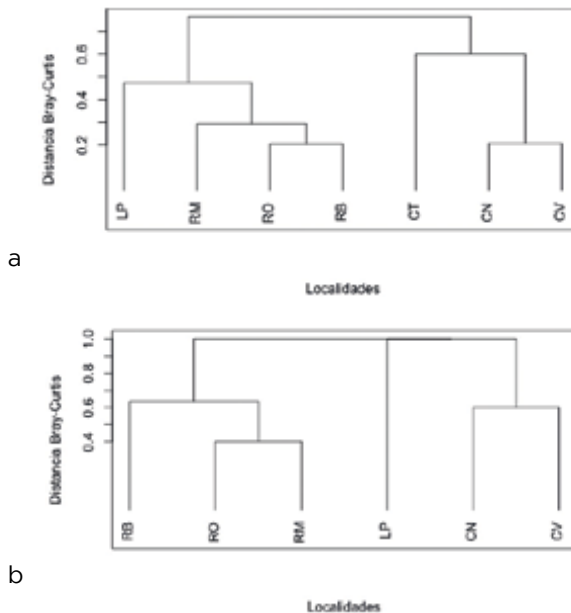 Distancia Bray-Curtis
0.6
0.4
0.2
LP RM RO RB CT CN CV
a
Localidades
Distancia Bray-Curtis
1.0
0.8
0.6
0.4
RB RO RM LP CN CV
b
Localidades